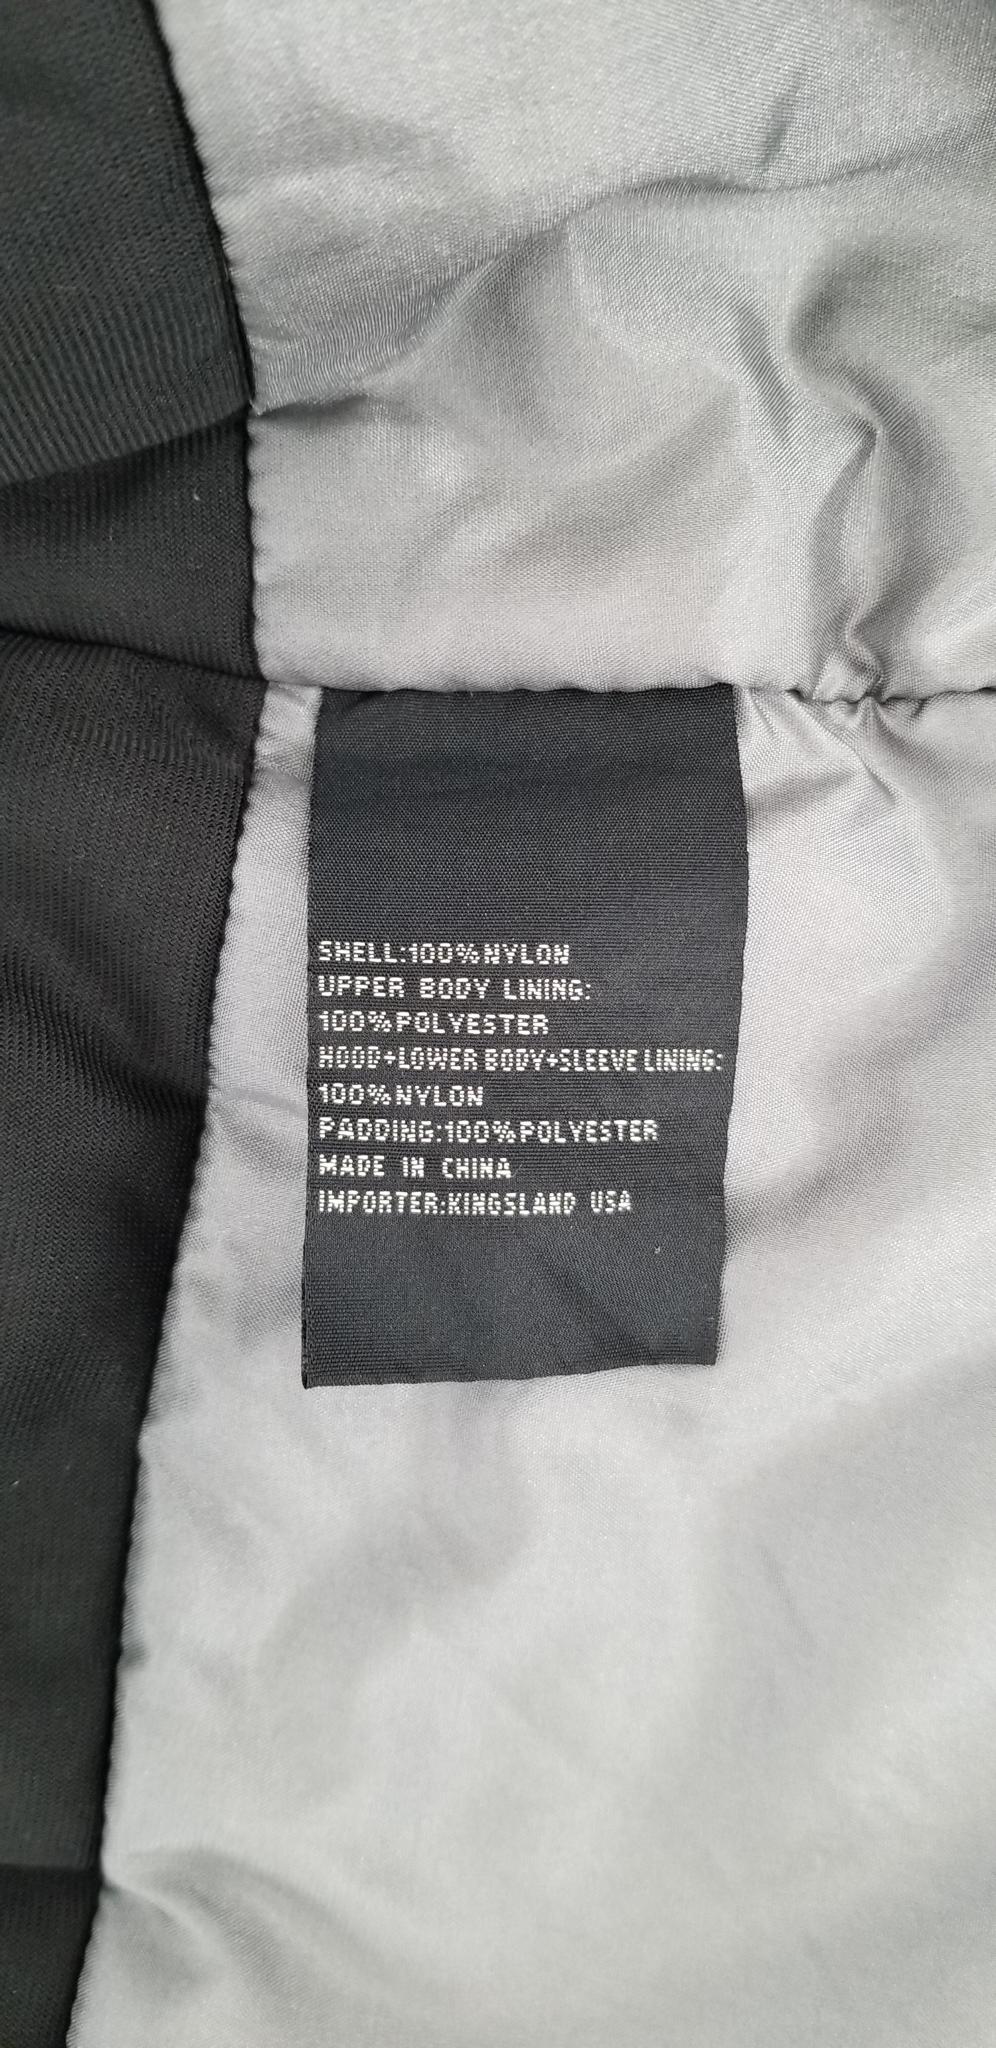 SHELL:100%NYLON
UPPER BODY LINING:
100%POLYESTER
HOOD+LOWER BODY+SLEEVE LINING:
100%NYLON
PADDING:100%POLYESTER
MADE IN CHINA
IMPORTER:KINGSLAND USA